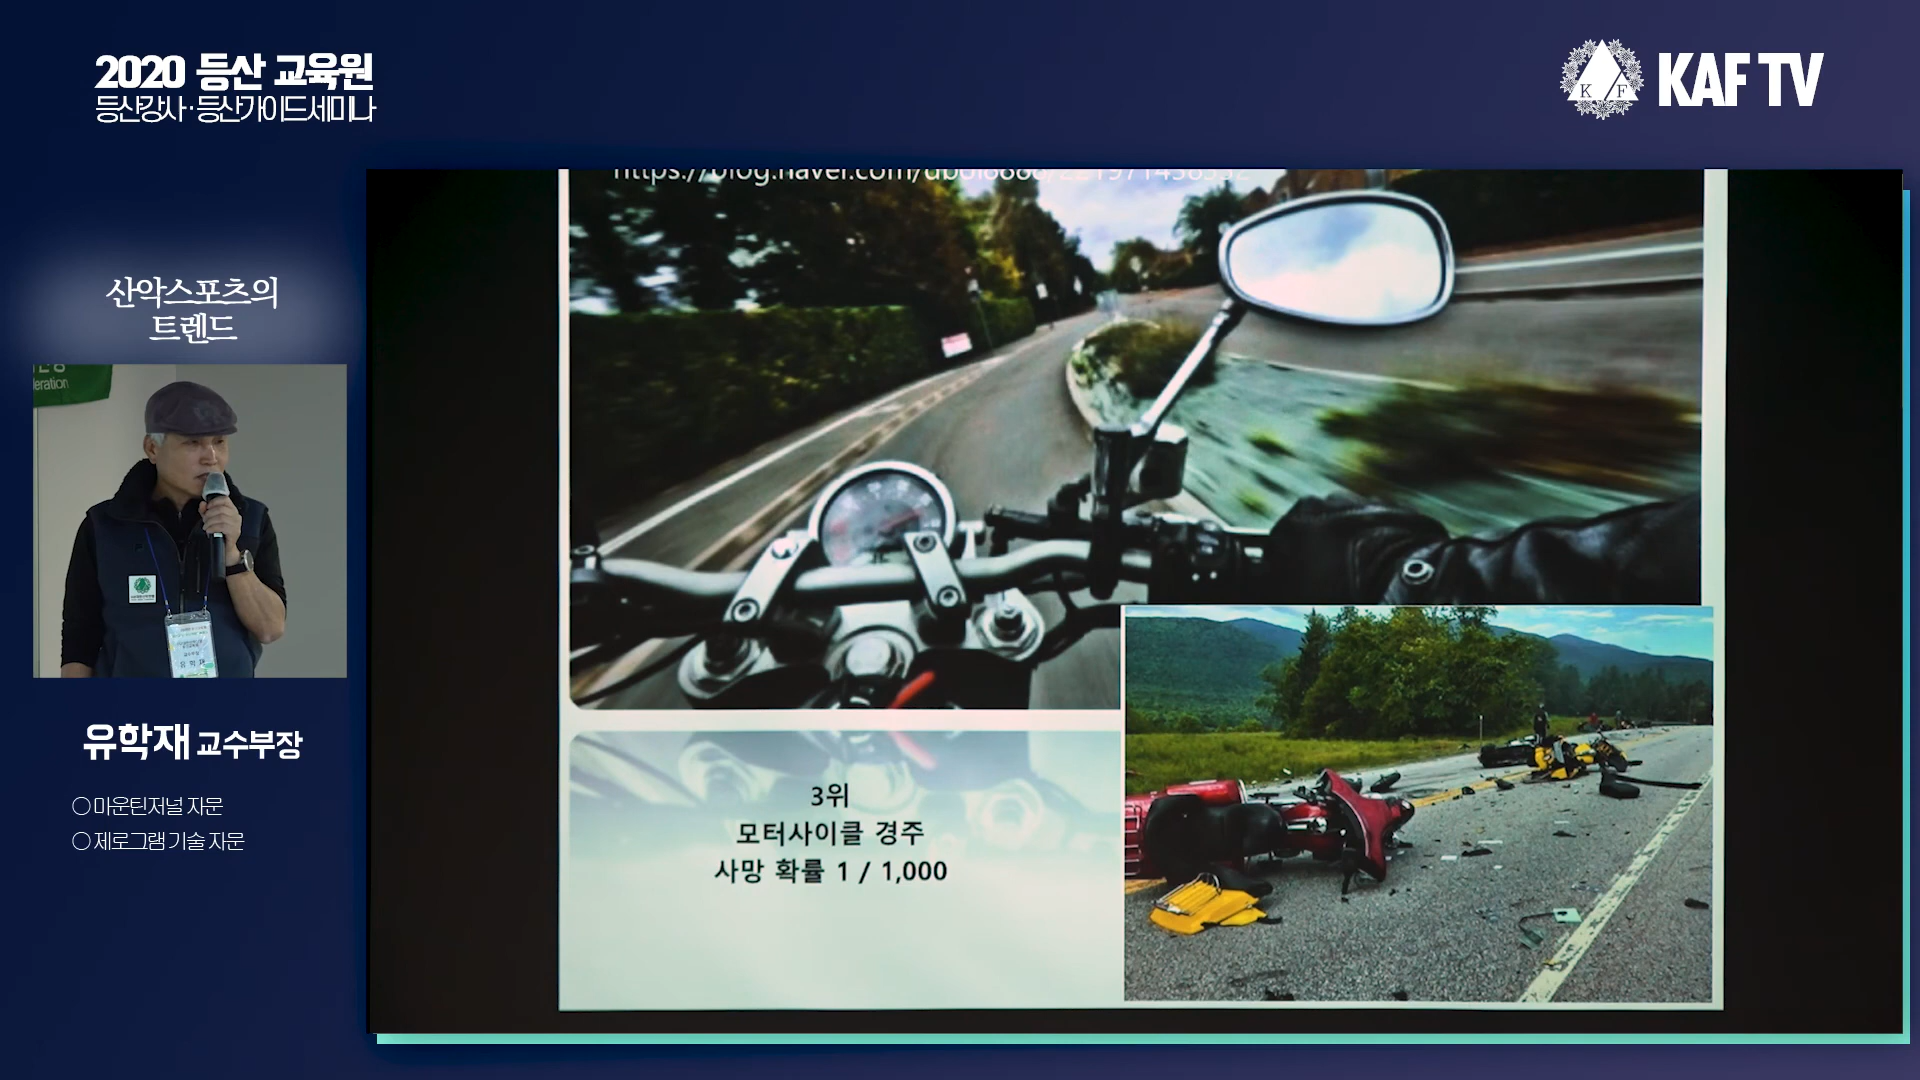 2020 등산 교육원
등산강사·등산가이드세미나
K F
KAF TV
산악스포츠의
트렌드
eration
유학재 교수부장
○ 마운틴저널 자문
○ 제로그램 기술 자문
3위
모터사이클 경주
사망 확률 1 / 1,000